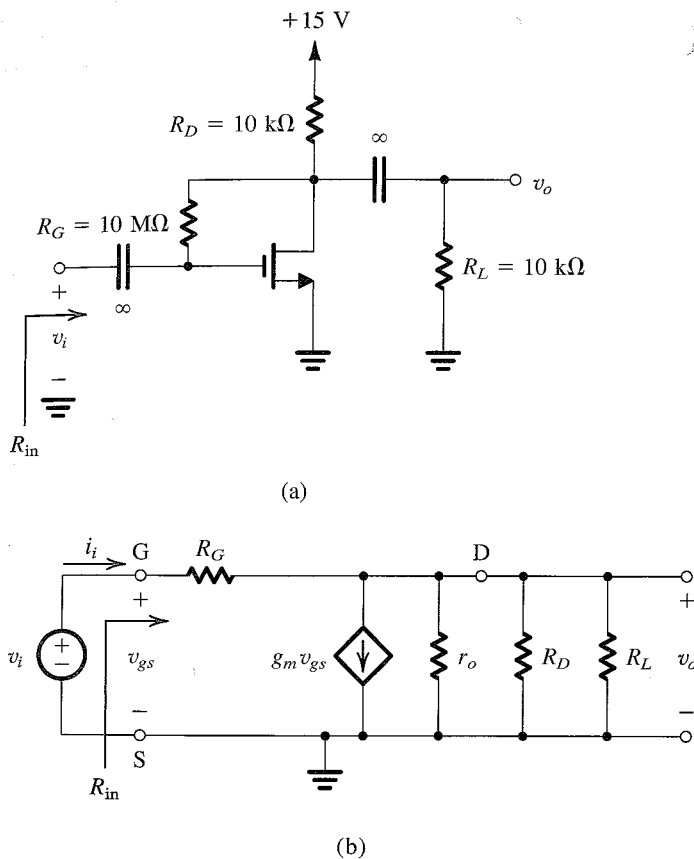 +15 V
R_D = 10 kΩ
∞
v_o
R_G = 10 MΩ
R_L = 10 kΩ
+
∞
v_i
−
R_in
(a)
i_i
G
R_G
D
+
+
v_i
+
−
v_gs
g_m v_gs
r_o
R_D
R_L
v_o
−
−
S
R_in
(b)